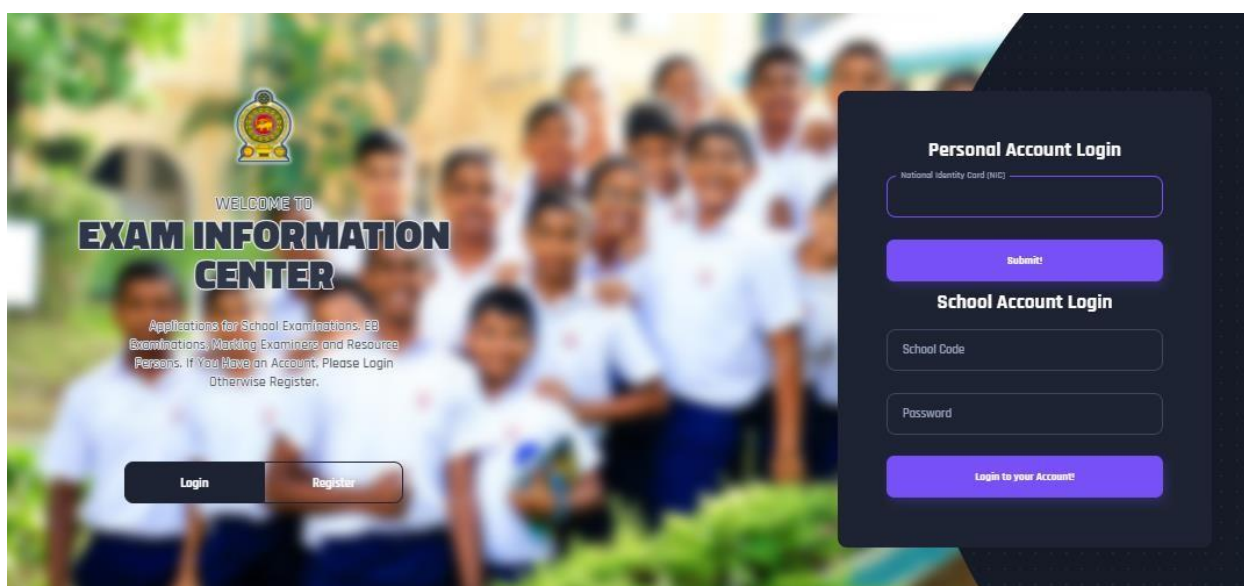 WELCOME TO
EXAM INFORMATION
CENTER
Applications for School Examinations, EB
Examinations, Marking Examiners and Resource
Persons. If You Have an Account, Please Login
Otherwise Register.
Login
Register
Personal Account Login
National Identity Card (NIC)
Submit!
School Account Login
School Code
Password
Login to your Account!